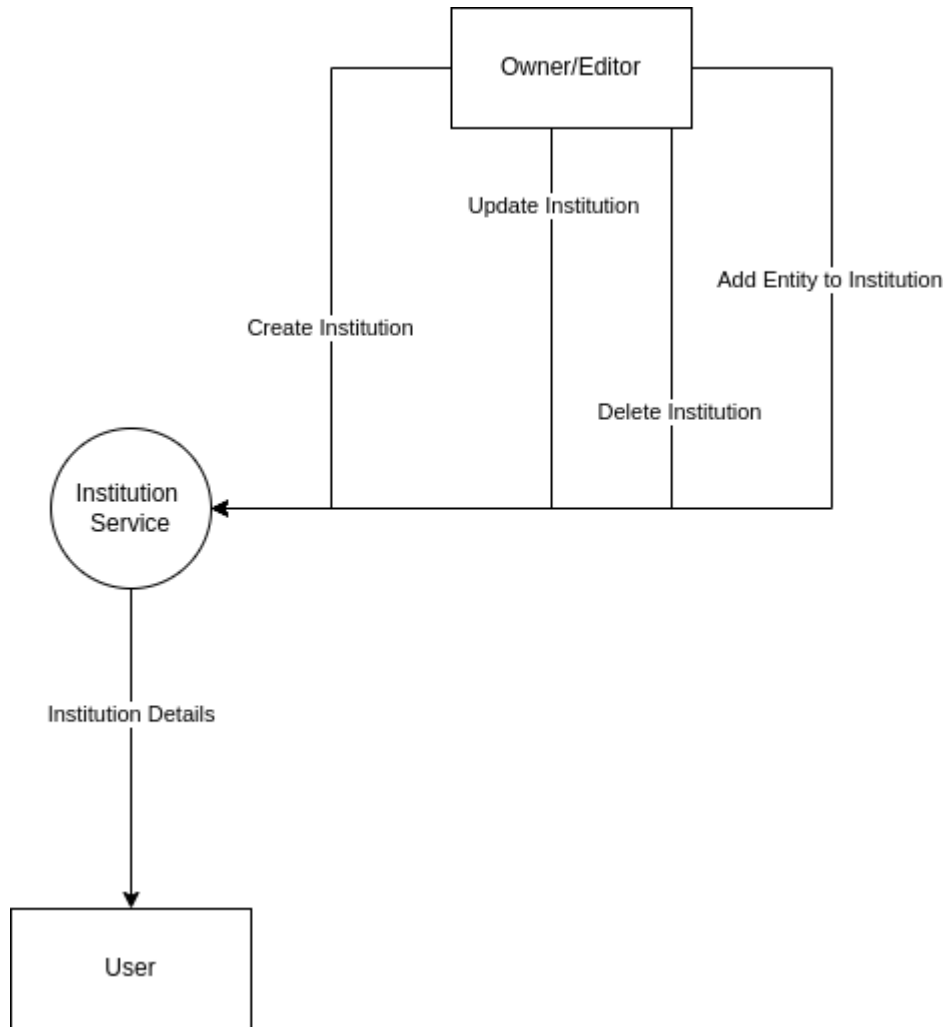 Owner/Editor
Update Institution
Add Entity to Institution
Create Institution
Delete Institution
Institution
Service
Institution Details
User